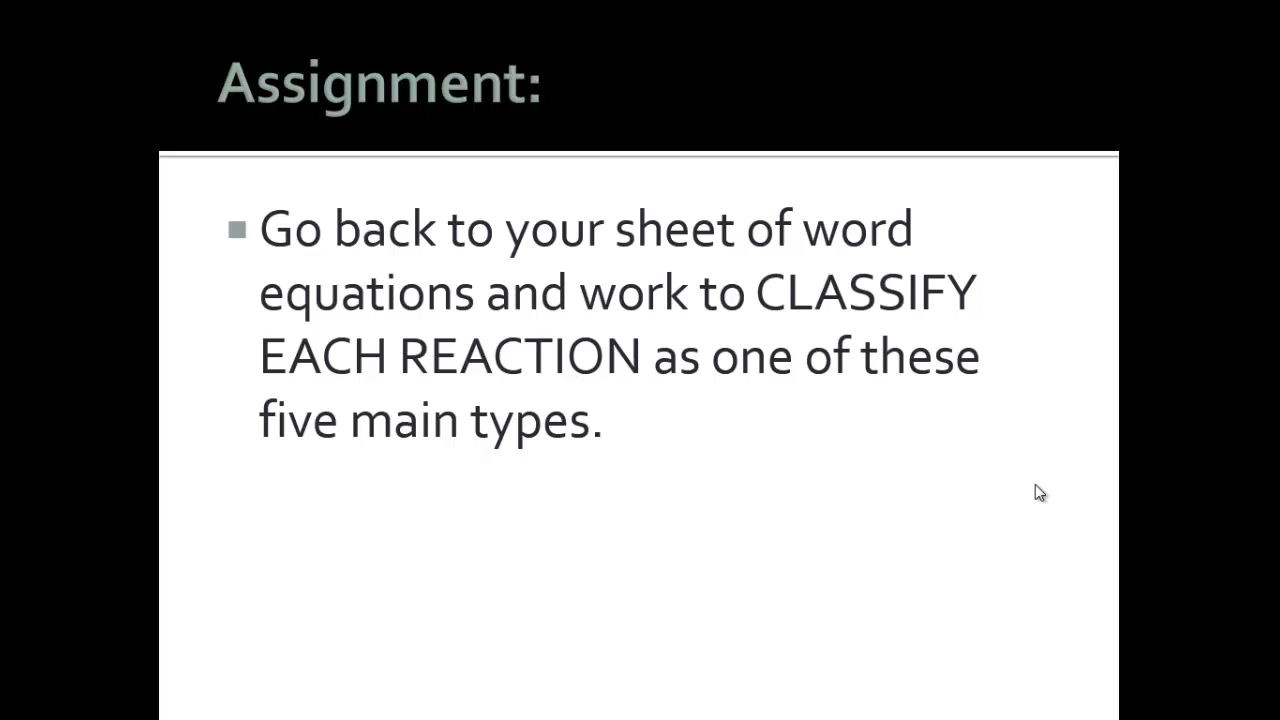 Assignment:
Go back to your sheet of word
equations and work to CLASSIFY
EACH REACTION as one of these
five main types.